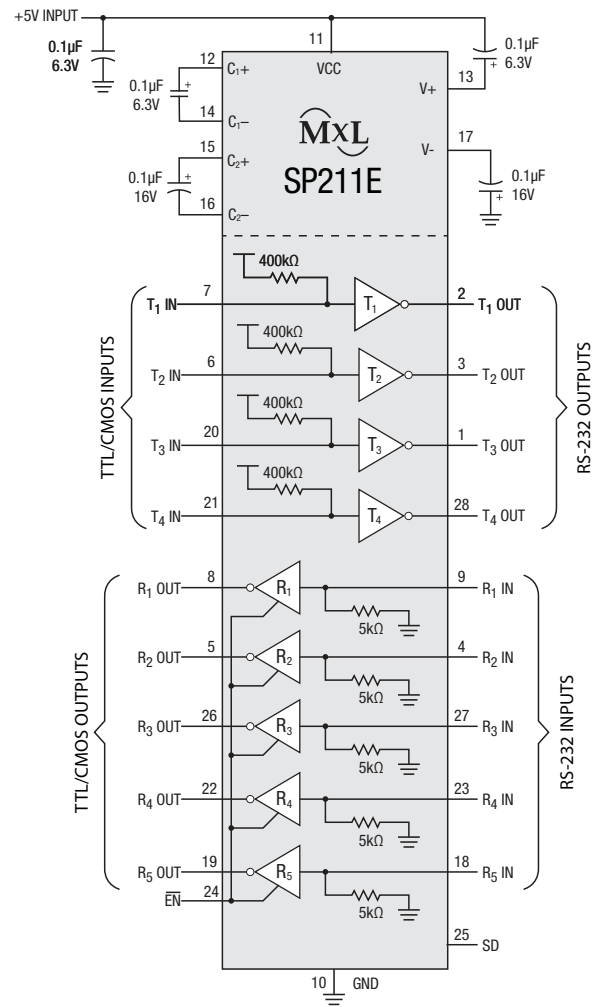 +5V INPUT
0.1µF
6.3V
11
VCC
0.1µF
6.3V
+
13
V+
12
C1+
0.1µF
6.3V
+
14
C1–
MXL
SP211E
15
C2+
0.1µF
16V
+
16
C2–
17
V-
0.1µF
16V
+
TTL/CMOS INPUTS
400kΩ
T1 IN
7
T1
2
T1 OUT
400kΩ
T2 IN
6
T2
3
T2 OUT
400kΩ
T3 IN
20
T3
1
T3 OUT
400kΩ
T4 IN
21
T4
28
T4 OUT
RS-232 OUTPUTS
TTL/CMOS OUTPUTS
R1 OUT
8
R1
9
R1 IN
5kΩ
R2 OUT
5
R2
4
R2 IN
5kΩ
R3 OUT
26
R3
27
R3 IN
5kΩ
R4 OUT
22
R4
23
R4 IN
5kΩ
R5 OUT
19
R5
18
R5 IN
5kΩ
RS-232 INPUTS
E̅N̅
24
25
SD
10
GND